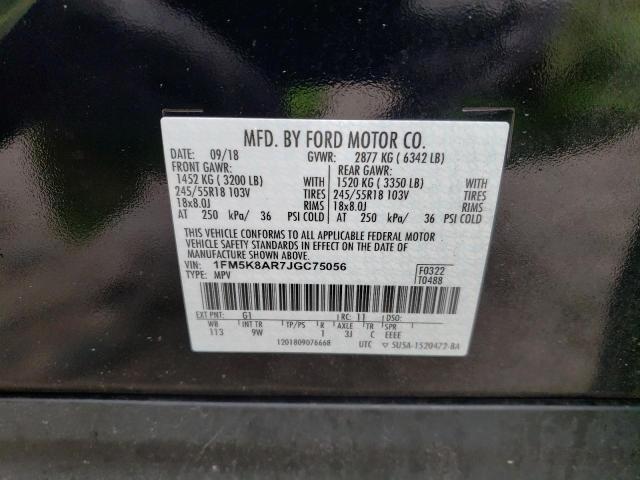 MFD. BY FORD MOTOR CO.
DATE: 09/18 GVWR: 2877 KG ( 6342 LB)
FRONT GAWR: REAR GAWR:
1452 KG ( 3200 LB) WITH 1520 KG ( 3350 LB) WITH
245/55R18 103V TIRES 245/55R18 103V TIRES
18x8.0J RIMS 18x8.0J RIMS
AT 250 kPa/ 36 PSI COLD AT 250 kPa/ 36 PSI COLD
THIS VEHICLE CONFORMS TO ALL APPLICABLE FEDERAL MOTOR
VEHICLE SAFETY STANDARDS IN EFFECT ON THE DATE OF
MANUFACTURE SHOWN ABOVE.
VIN: 1FM5K8AR7JGC75056 F0322
TYPE: MPV T0488
EXT PNT: G1 RC: 11 DSO:
WB INT TR TP/PS R AXLE TR SPR
113 9W 1 3J C EEEE
1201809076668 UTC ▽ 5U5A-1520472-BA